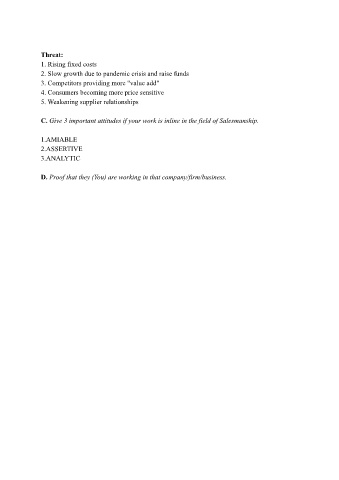 Threat:
1. Rising fixed costs
2. Slow growth due to pandemic crisis and raise funds
3. Competitors providing more "value add"
4. Consumers becoming more price sensitive
5. Weakening supplier relationships
C. Give 3 important attitudes if your work is inline in the field of Salesmanship.
1.AMIABLE
2.ASSERTIVE
3.ANALYTIC
D. Proof that they (You) are working in that company/firm/business.